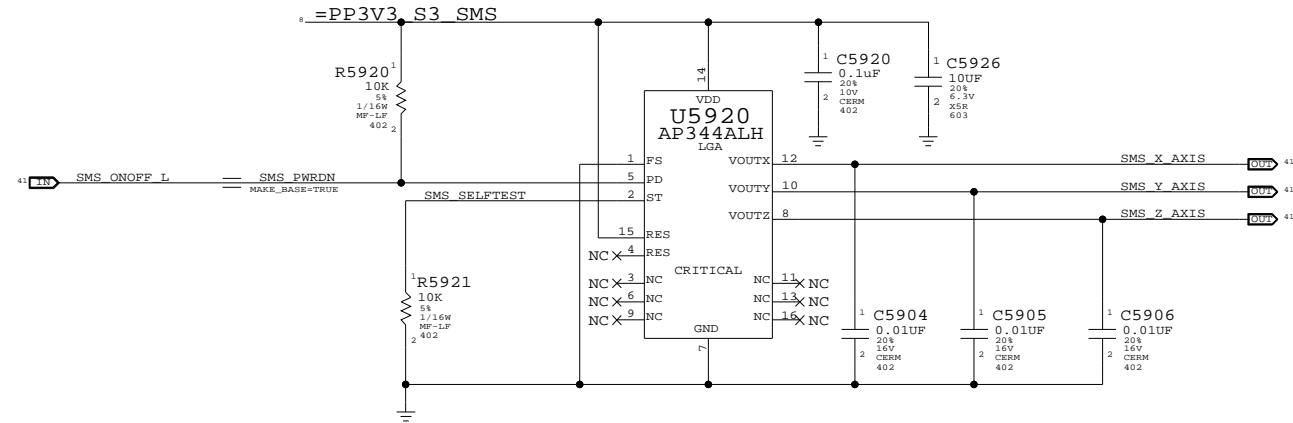 8 =PP3V3_S3_SMS
R5920 1
10K
5%
1/16W
MF-LF
402 2
14
VDD
U5920
AP344ALH
LGA
1 C5920
0.1uF
20%
2 10V
CERM
402
1 C5926
10UF
20%
2 6.3V
X5R
603
1 FS VOUTX 12 SMS_X_AXIS OUT 41
41 IN SMS_ONOFF_L SMS_PWRDN 5 PD
MAKE_BASE=TRUE
SMS_SELFTEST 2 ST VOUTY 10 SMS_Y_AXIS OUT 41
VOUTZ 8 SMS_Z_AXIS OUT 41
15 RES
NC 4 RES
CRITICAL
NC 3 NC NC 11 NC
NC 6 NC NC 13 NC
NC 9 NC NC 16 NC
GND
7
1 R5921
10K
5%
1/16W
MF-LF
2 402
1 C5904
0.01UF
20%
2 16V
CERM
402
1 C5905
0.01UF
20%
2 16V
CERM
402
1 C5906
0.01UF
20%
2 16V
CERM
402